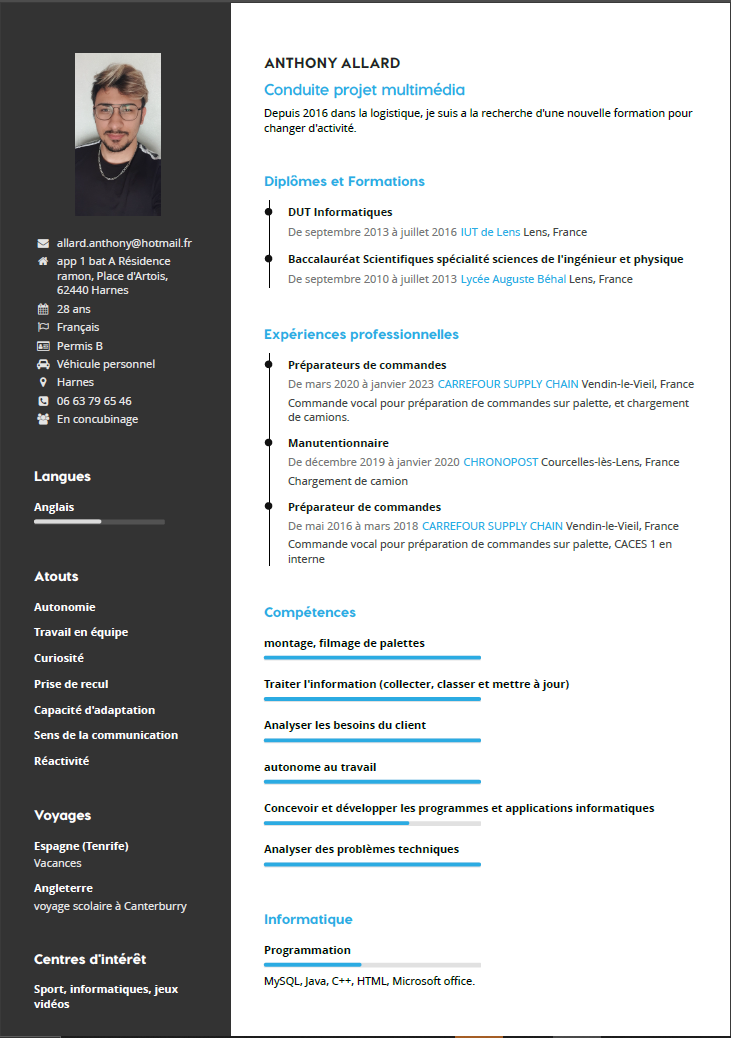 allard.anthony@hotmail.fr
app 1 bat A Résidence
ramon, Place d'Artois,
62440 Harnes
28 ans
Français
Permis B
Véhicule personnel
Harnes
06 63 79 65 46
En concubinage
Langues
Anglais
Atouts
Autonomie
Travail en équipe
Curiosité
Prise de recul
Capacité d'adaptation
Sens de la communication
Réactivité
Voyages
Espagne (Tenrife)
Vacances
Angleterre
voyage scolaire à Canterburry
Centres d'intérêt
Sport, informatiques, jeux
vidéos
ANTHONY ALLARD
Conduite projet multimédia
Depuis 2016 dans la logistique, je suis a la recherche d'une nouvelle formation pour
changer d'activité.
Diplômes et Formations
DUT Informatiques
De septembre 2013 à juillet 2016 IUT de Lens Lens, France
Baccalauréat Scientifiques spécialité sciences de l'ingénieur et physique
De septembre 2010 à juillet 2013 Lycée Auguste Béhal Lens, France
Expériences professionnelles
Préparateurs de commandes
De mars 2020 à janvier 2023 CARREFOUR SUPPLY CHAIN Vendin-le-Vieil, France
Commande vocal pour préparation de commandes sur palette, et chargement
de camions.
Manutentionnaire
De décembre 2019 à janvier 2020 CHRONOPOST Courcelles-lès-Lens, France
Chargement de camion
Préparateur de commandes
De mai 2016 à mars 2018 CARREFOUR SUPPLY CHAIN Vendin-le-Vieil, France
Commande vocal pour préparation de commandes sur palette, CACES 1 en
interne
Compétences
montage, filmage de palettes
Traiter l'information (collecter, classer et mettre à jour)
Analyser les besoins du client
autonome au travail
Concevoir et développer les programmes et applications informatiques
Analyser des problèmes techniques
Informatique
Programmation
MySQL, Java, C++, HTML, Microsoft office.